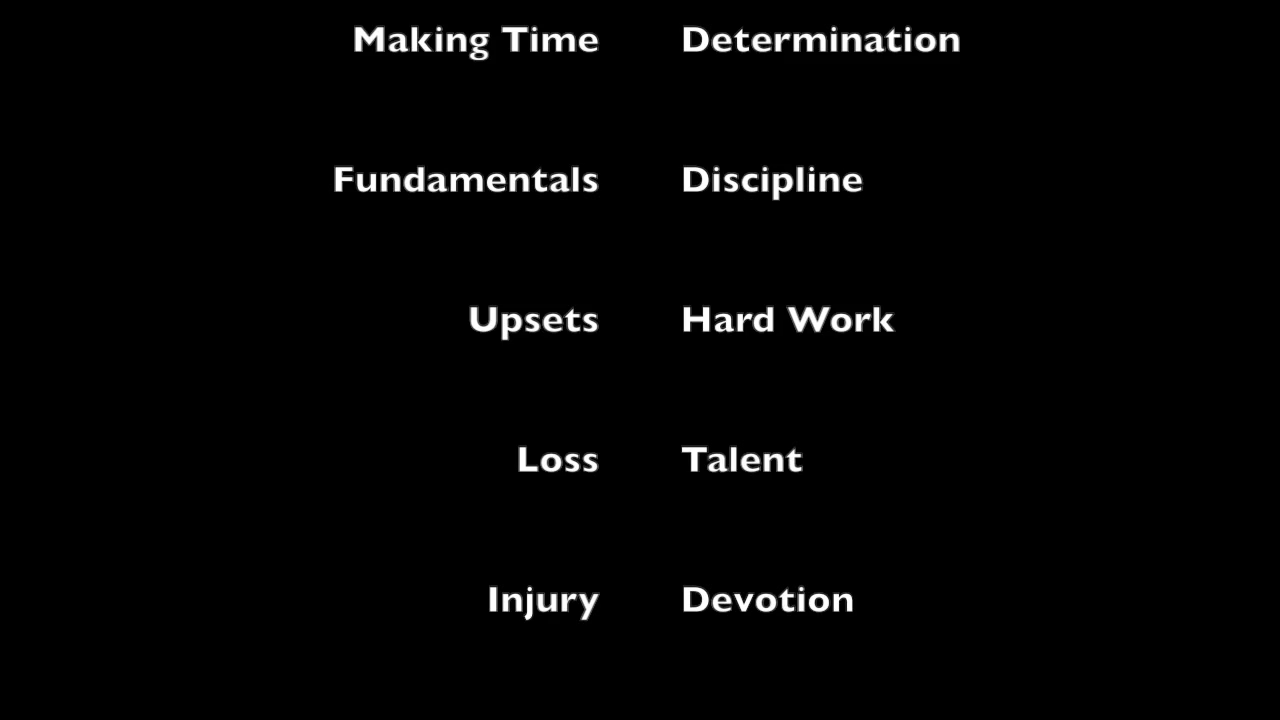 Making Time Determination
Fundamentals Discipline
Upsets Hard Work
Loss Talent
Injury Devotion